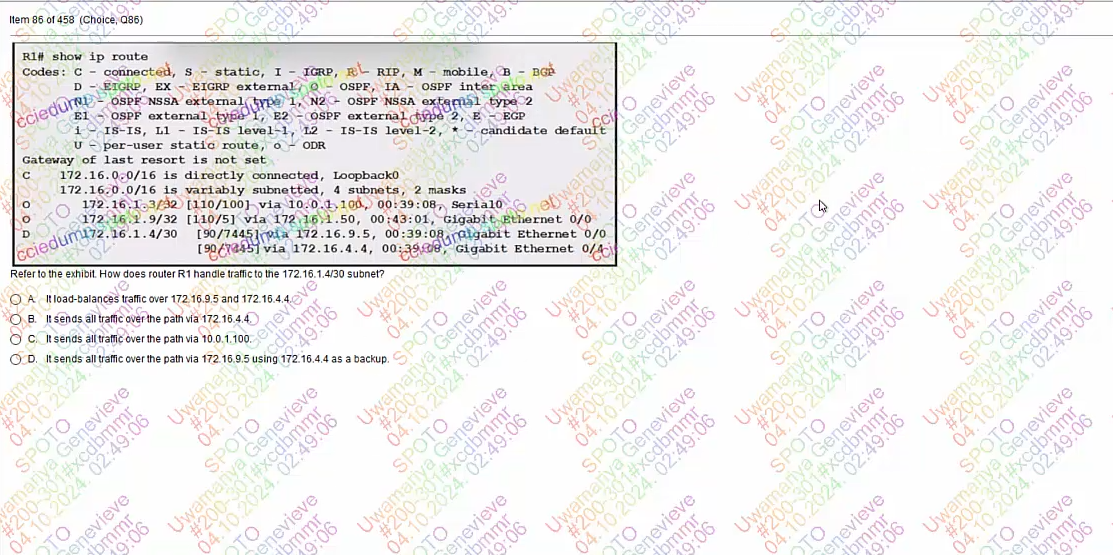 Item 86 of 458 (Choice, Q86)
R1# show ip route
Codes: C - connected, S - static, I - IGRP, R - RIP, M - mobile, B - BGP
D - EIGRP, EX - EIGRP external, O - OSPF, IA - OSPF inter area
N1 - OSPF NSSA external type 1, N2 - OSPF NSSA external type 2
E1 - OSPF external type 1, E2 - OSPF external type 2, E - EGP
i - IS-IS, L1 - IS-IS level-1, L2 - IS-IS level-2, * - candidate default
U - per-user static route, o - ODR
Gateway of last resort is not set
C 172.16.0.0/16 is directly connected, Loopback0
172.16.0.0/16 is variably subnetted, 4 subnets, 2 masks
O 172.16.1.3/32 [110/100] via 10.0.1.100, 00:39:08, Serial0
O 172.16.1.9/32 [110/5] via 172.16.1.50, 00:43:01, Gigabit Ethernet 0/0
D 172.16.1.4/30 [90/7445] via 172.16.9.5, 00:39:08, Gigabit Ethernet 0/0
[90/7445] via 172.16.4.4, 00:39:08, Gigabit Ethernet 0/4
Refer to the exhibit. How does router R1 handle traffic to the 172.16.1.4/30 subnet?
A. It load-balances traffic over 172.16.9.5 and 172.16.4.4.
B. It sends all traffic over the path via 172.16.4.4.
C. It sends all traffic over the path via 10.0.1.100.
D. It sends all traffic over the path via 172.16.9.5 using 172.16.4.4 as a backup.
SPOTO
Uwamariya Genevieve
#200-301#xcdbmmr
04.10.2024. 02:49:06